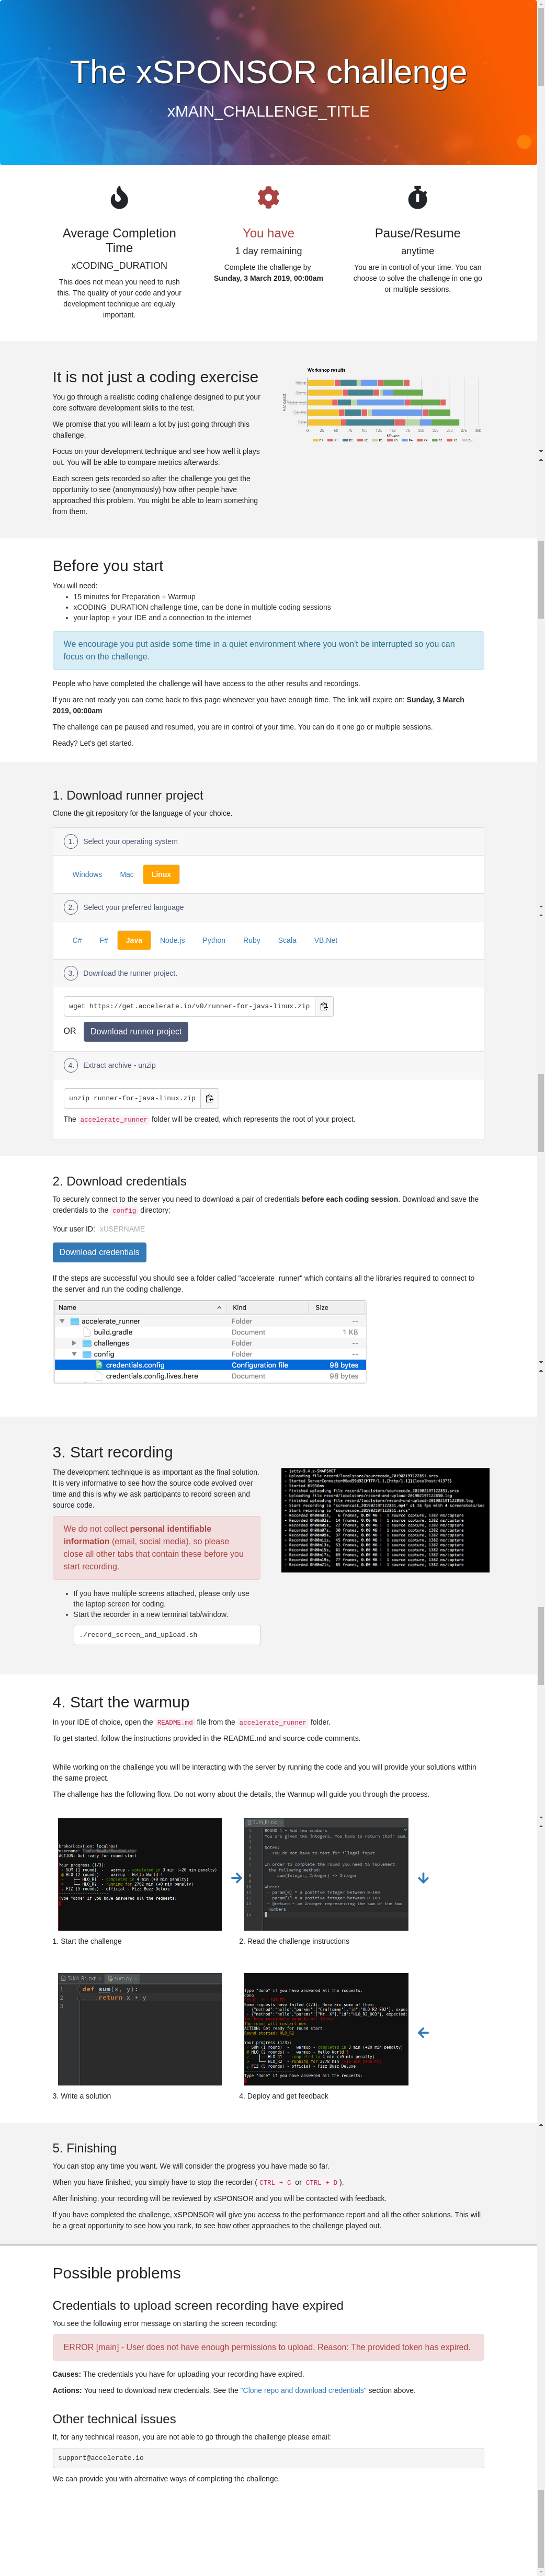 The xSPONSOR challenge
xMAIN_CHALLENGE_TITLE
Average Completion
Time
xCODING_DURATION
This does not mean you need to rush
this. The quality of your code and your
development technique are equaly
important.
You have
1 day remaining
Complete the challenge by
Sunday, 3 March 2019, 00:00am
Pause/Resume
anytime
You are in control of your time. You can
choose to solve the challenge in one go
or multiple sessions.
It is not just a coding exercise
You go through a realistic coding challenge designed to put your
core software development skills to the test.
We promise that you will learn a lot by just going through this
challenge.
Focus on your development technique and see how well it plays
out. You will be able to compare metrics afterwards.
Each screen gets recorded so after the challenge you get the
opportunity to see (anonymously) how other people have
approached this problem. You might be able to learn something
from them.
Workshop results
Before you start
You will need:
15 minutes for Preparation + Warmup
xCODING_DURATION challenge time, can be done in multiple coding sessions
your laptop + your IDE and a connection to the internet
We encourage you put aside some time in a quiet environment where you won't be interrupted so you can
focus on the challenge.
People who have completed the challenge will have access to the other results and recordings.
If you are not ready you can come back to this page whenever you have enough time. The link will expire on: Sunday, 3 March
2019, 00:00am
The challenge can pe paused and resumed, you are in control of your time. You can do it one go or multiple sessions.
Ready? Let's get started.
1. Download runner project
Clone the git repository for the language of your choice.
1. Select your operating system
Windows Mac Linux
2. Select your preferred language
C# F# Java Node.js Python Ruby Scala VB.Net
3. Download the runner project.
wget https://get.accelerate.io/v0/runner-for-java-linux.zip
OR Download runner project
4. Extract archive - unzip
unzip runner-for-java-linux.zip
The accelerate_runner folder will be created, which represents the root of your project.
2. Download credentials
To securely connect to the server you need to download a pair of credentials before each coding session. Download and save the
credentials to the config directory:
Your user ID: xUSERNAME
Download credentials
If the steps are successful you should see a folder called "accelerate_runner" which contains all the libraries required to connect to
the server and run the coding challenge.
Name Kind Size
accelerate_runner Folder --
build.gradle Document 1 KB
challenges Folder --
config Folder --
credentials.config Configuration file 98 bytes
credentials.config.lives.here Document 98 bytes
3. Start recording
The development technique is as important as the final solution.
It is very informative to see how the source code evolved over
time and this is why we ask participants to record screen and
source code.
We do not collect personal identifiable
information (email, social media), so please
close all other tabs that contain these before you
start recording.
If you have multiple screens attached, please only use
the laptop screen for coding.
Start the recorder in a new terminal tab/window.
./record_screen_and_upload.sh
4. Start the warmup
In your IDE of choice, open the README.md file from the accelerate_runner folder.
To get started, follow the instructions provided in the README.md and source code comments.
While working on the challenge you will be interacting with the server by running the code and you will provide your solutions within
the same project.
The challenge has the following flow. Do not worry about the details, the Warmup will guide you through the process.
1. Start the challenge
2. Read the challenge instructions
SUM_R1.txt × sum.py ×
1 def sum(x, y):
2 return x + y
3
3. Write a solution
4. Deploy and get feedback
5. Finishing
You can stop any time you want. We will consider the progress you have made so far.
When you have finished, you simply have to stop the recorder ( CTRL + C or CTRL + D ).
After finishing, your recording will be reviewed by xSPONSOR and you will be contacted with feedback.
If you have completed the challenge, xSPONSOR will give you access to the performance report and all the other solutions. This will
be a great opportunity to see how you rank, to see how other approaches to the challenge played out.
Possible problems
Credentials to upload screen recording have expired
You see the following error message on starting the screen recording:
ERROR [main] - User does not have enough permissions to upload. Reason: The provided token has expired.
Causes: The credentials you have for uploading your recording have expired.
Actions: You need to download new credentials. See the "Clone repo and download credentials" section above.
Other technical issues
If, for any technical reason, you are not able to go through the challenge please email:
support@accelerate.io
We can provide you with alternative ways of completing the challenge.